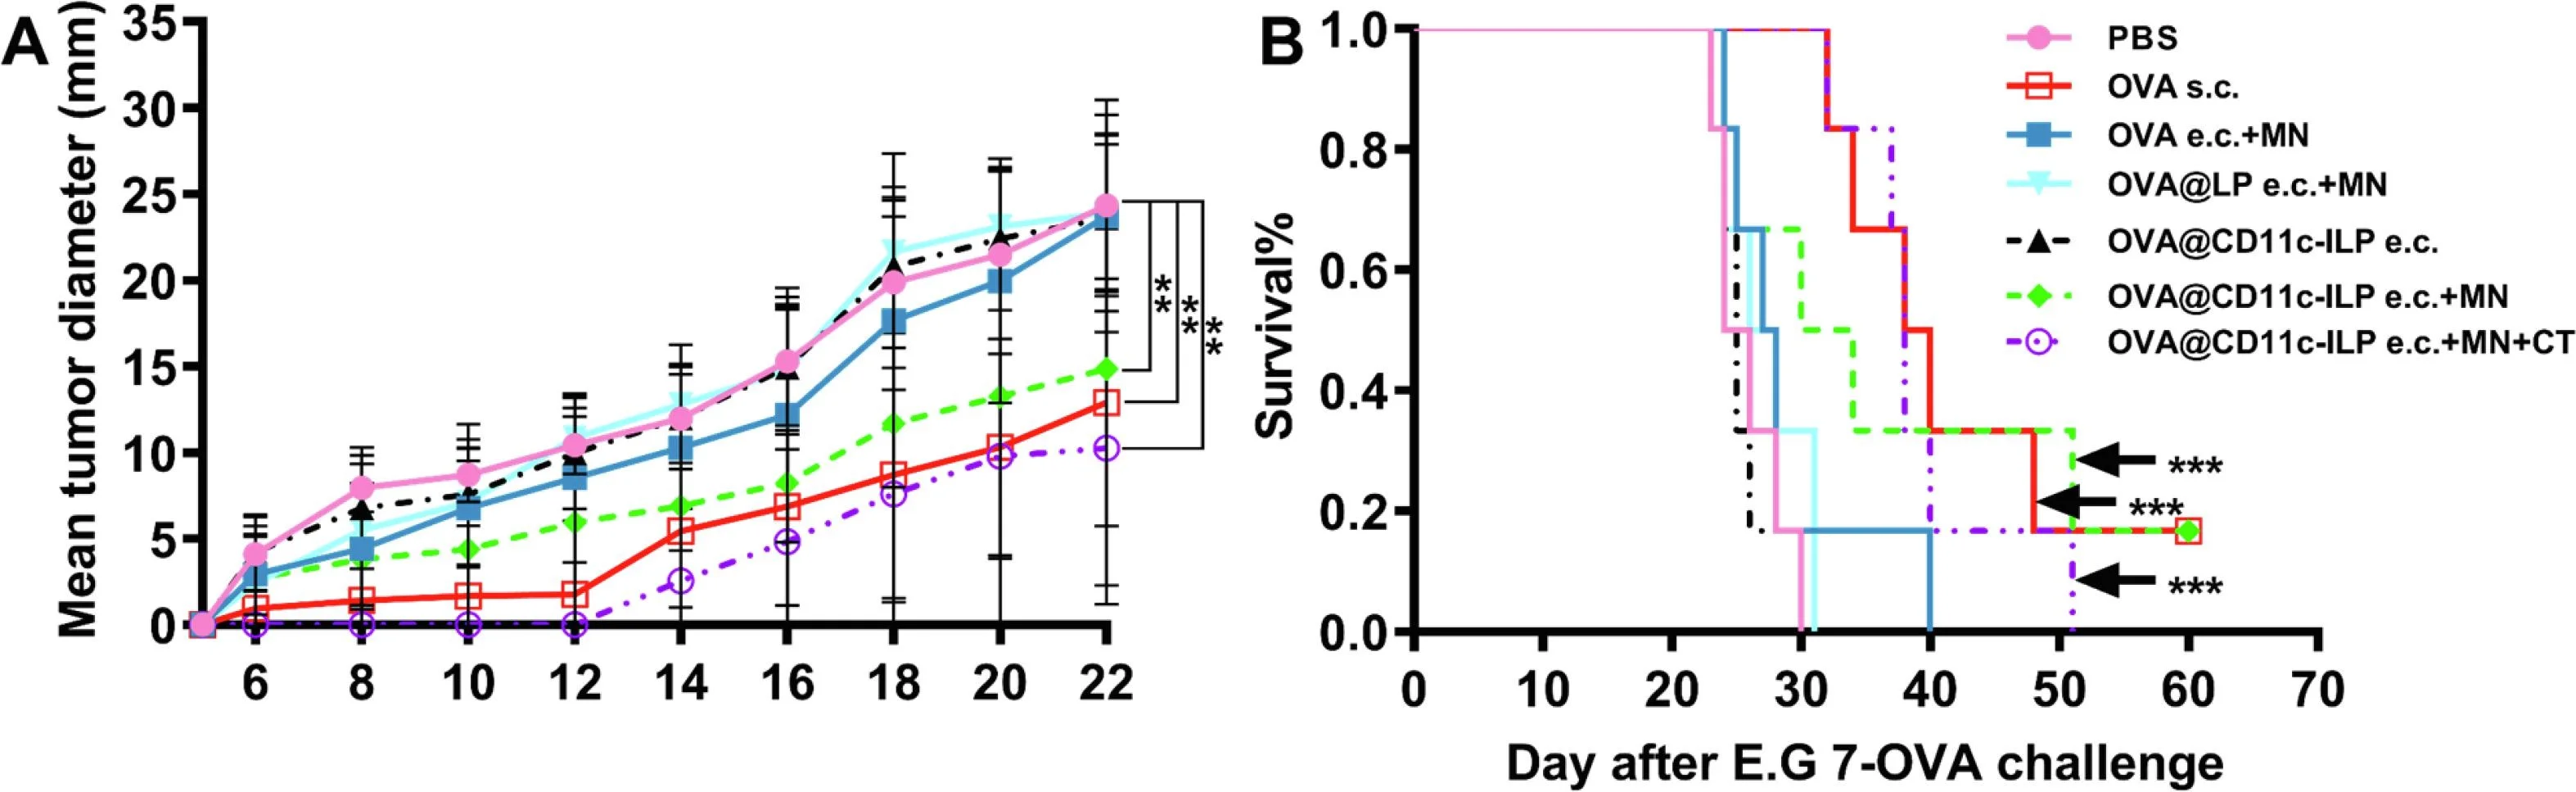 A
Mean tumor diameter (mm)
35
30
25
20
15
10
5
0
6 8 10 12 14 16 18 20 22
**
**
**
B
Survival%
1.0
0.8
0.6
0.4
0.2
0.0
0 10 20 30 40 50 60 70
Day after E.G 7-OVA challenge
PBS
OVA s.c.
OVA e.c.+MN
OVA@LP e.c.+MN
OVA@CD11c-ILP e.c.
OVA@CD11c-ILP e.c.+MN
OVA@CD11c-ILP e.c.+MN+CT
***
***
***